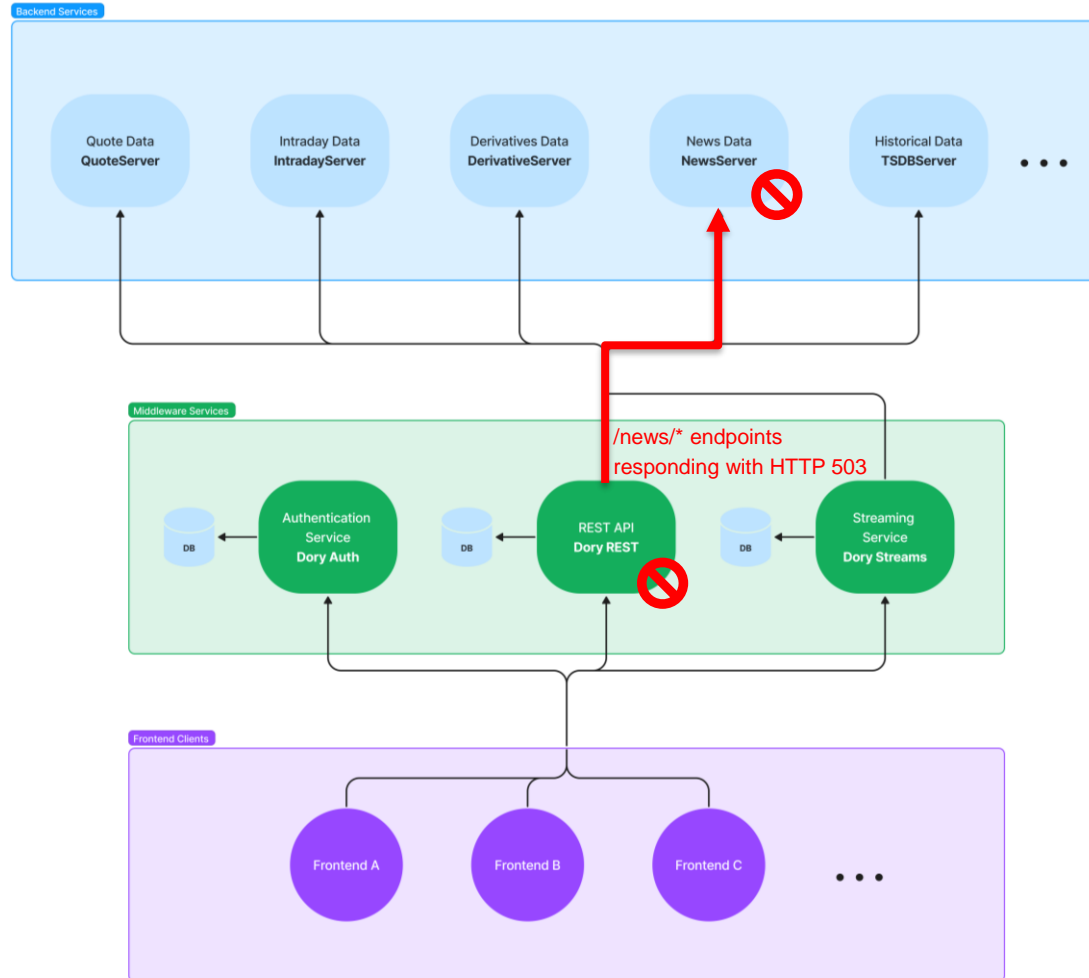 Backend Services
Quote Data
QuoteServer
Intraday Data
IntradayServer
Derivatives Data
DerivativeServer
News Data
NewsServer
Historical Data
TSDBServer
Middleware Services
/news/* endpoints
responding with HTTP 503
DB
Authentication
Service
Dory Auth
DB
REST API
Dory REST
DB
Streaming
Service
Dory Streams
Frontend Clients
Frontend A
Frontend B
Frontend C